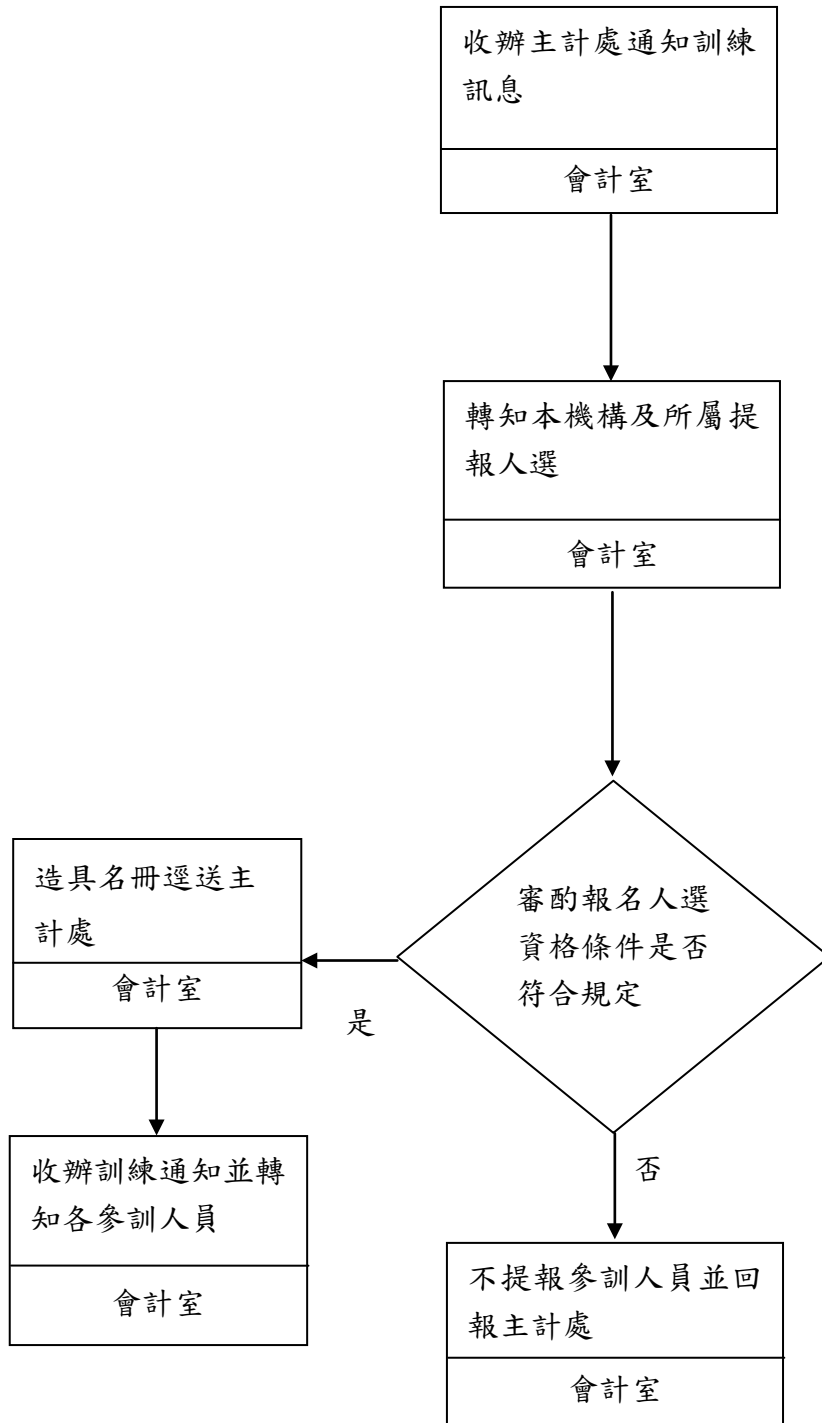 收辦主計處通知訓練
訊息
會計室
轉知本機構及所屬提
報人選
會計室
審酌報名人選
資格條件是否
符合規定
是
造具名冊逕送主
計處
會計室
收辦訓練通知並轉
知各參訓人員
會計室
否
不提報參訓人員並回
報主計處
會計室